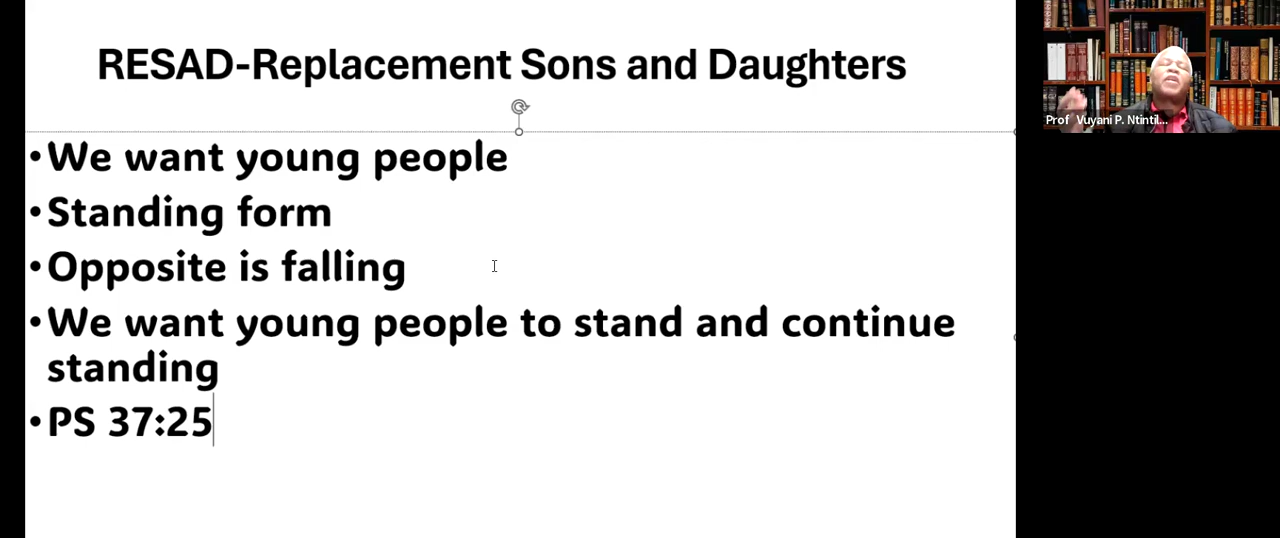 RESAD-Replacement Sons and Daughters
•We want young people
•Standing form
•Opposite is falling
•We want young people to stand and continue
standing
•PS 37:25
Prof Vuyani P. Ntintil...